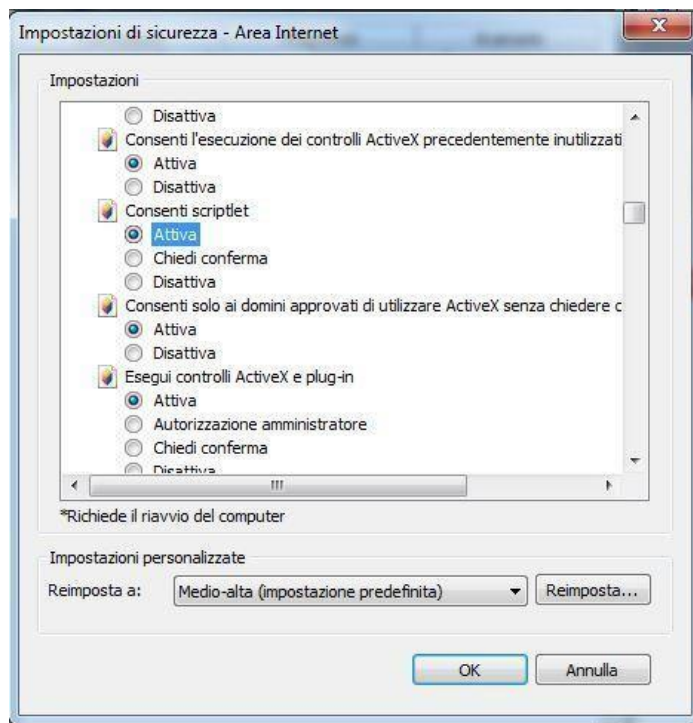 Impostazioni di sicurezza - Area Internet
Impostazioni
Disattiva
Consenti l'esecuzione dei controlli ActiveX precedentemente inutilizzati
Attiva
Disattiva
Consenti scriptlet
Attiva
Chiedi conferma
Disattiva
Consenti solo ai domini approvati di utilizzare ActiveX senza chiedere c
Attiva
Disattiva
Esegui controlli ActiveX e plug-in
Attiva
Autorizzazione amministratore
Chiedi conferma
Disattiva
*Richiede il riavvio del computer
Impostazioni personalizzate
Reimposta a:
Medio-alta (impostazione predefinita)
Reimposta...
OK
Annulla